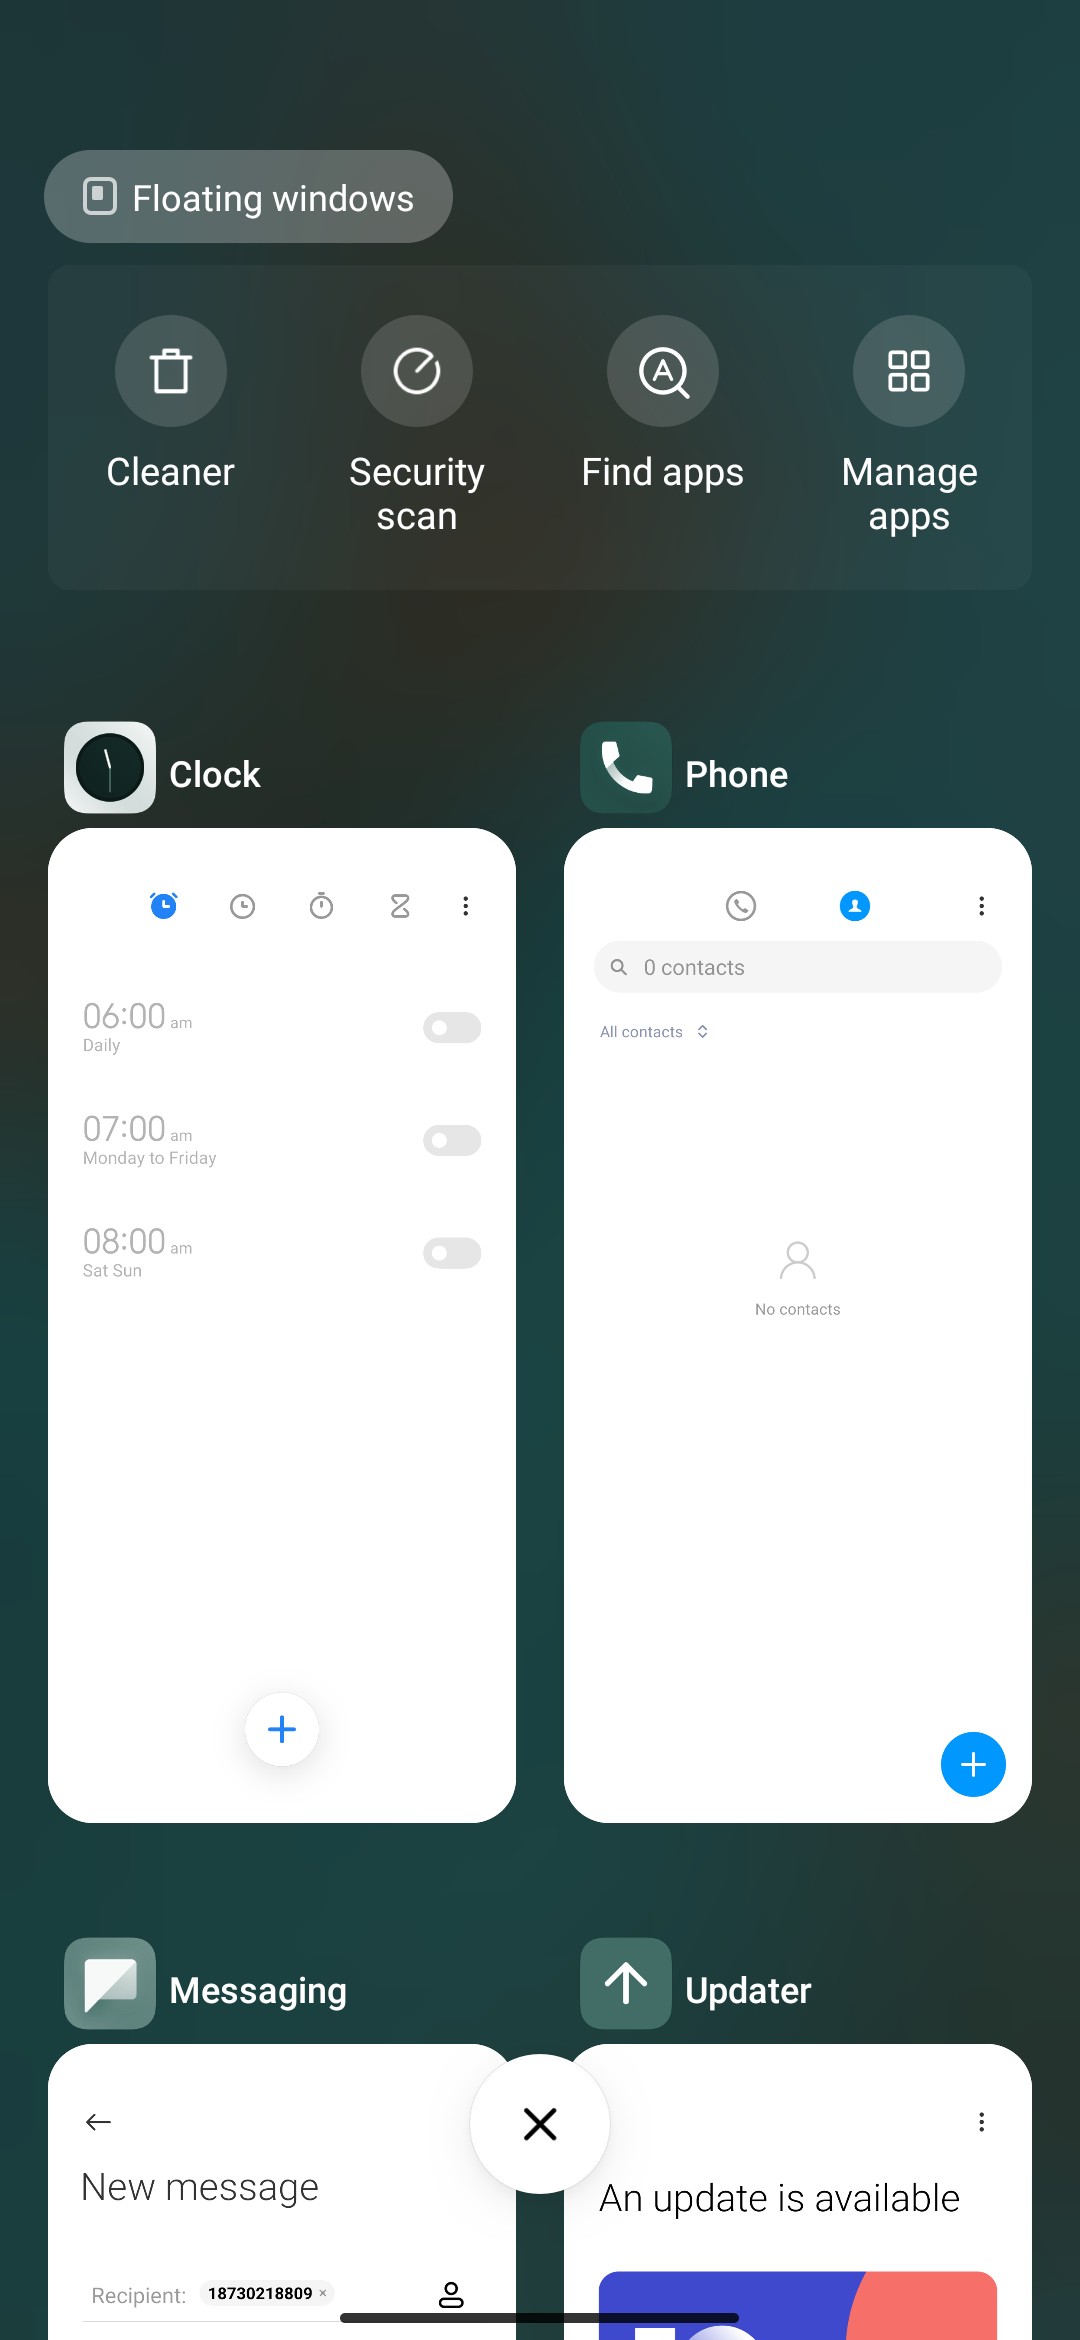 Floating windows
Cleaner
Security
scan
Find apps
Manage
apps
Clock
Phone
06:00 am
Daily
07:00 am
Monday to Friday
08:00 am
Sat Sun
0 contacts
All contacts
No contacts
Messaging
Updater
New message
Recipient: 18730218809 ×
An update is available